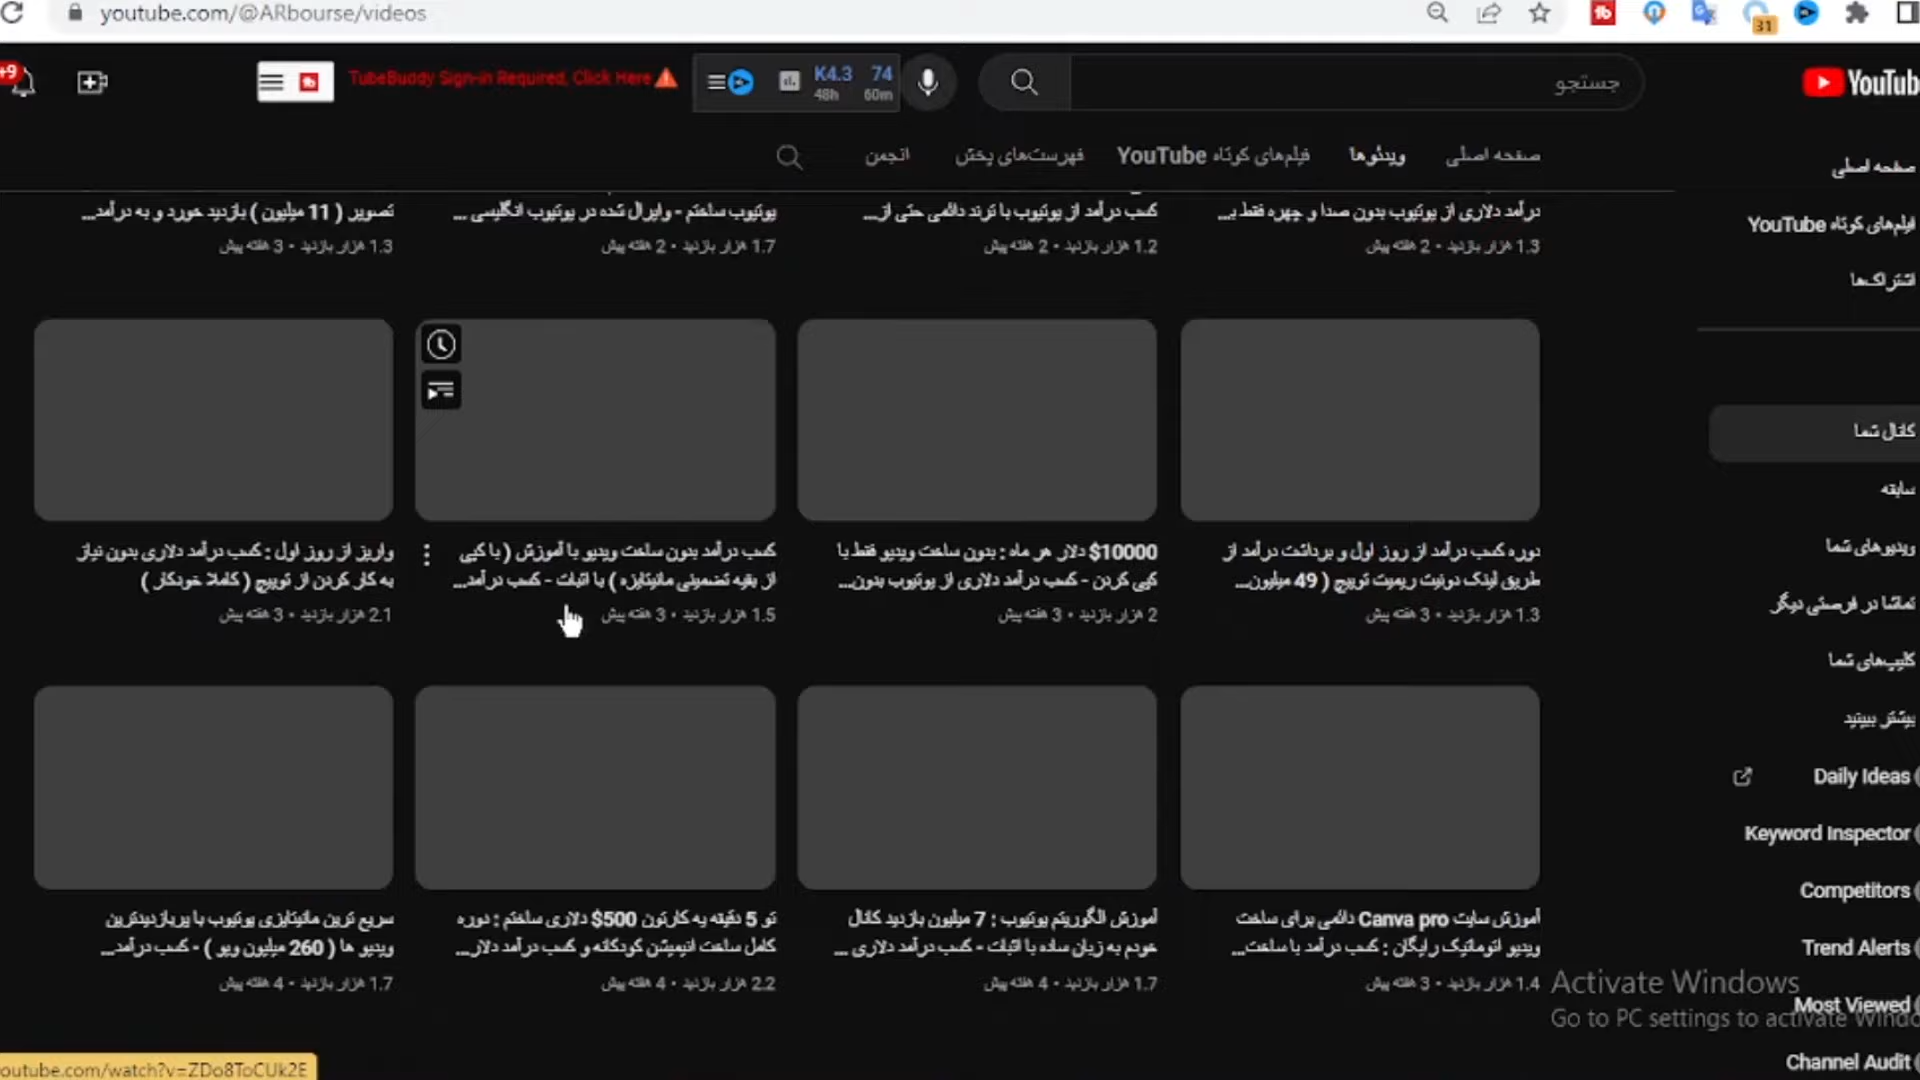 youtube.com/@ARbourse/videos
31
+9
TubeBuddy Sign-in Required, Click Here
K4.3 74
48h 60m
جستجو
YouTub
صفحه اصلی
ویدئوها
فیلم‌های کوتاه YouTube
فهرست‌های پخش
انجمن
درآمد دلاری از یوتیوب بدون صدا و چهره فقط ب...
1.3 هزار بازدید • 2 هفته پیش
کسب درآمد از یوتیوب با ترند دائمی حتی از...
1.2 هزار بازدید • 2 هفته پیش
یوتیوب ساختم - وایرال شده در یوتیوب انگلیسی ...
1.7 هزار بازدید • 2 هفته پیش
تصویر ( 11 میلیون ) بازدید خورد و به درآمد...
1.3 هزار بازدید • 3 هفته پیش
دوره کسب درآمد از روز اول و برداشت درآمد از
طریق لینک دونیت ریمیت توییچ ( 49 میلیون...
1.3 هزار بازدید • 3 هفته پیش
$10000 دلار هر ماه : بدون ساخت ویدیو فقط با
کپی کردن - کسب درآمد دلاری از یوتیوب بدون...
2 هزار بازدید • 3 هفته پیش
کسب درآمد بدون ساخت ویدیو با آموزش ( با کپی
از بقیه تضمینی مانیتایزه ) با اثبات - کسب درآمد...
1.5 هزار بازدید • 3 هفته پیش
واریز از روز اول : کسب درآمد دلاری بدون نیاز
به کار کردن از توییچ ( کاملا خودکار )
2.1 هزار بازدید • 3 هفته پیش
آموزش سایت Canva pro دائمی برای ساخت
ویدیو اتوماتیک رایگان : کسب درآمد با ساخت...
1.4 هزار بازدید • 3 هفته پیش
آموزش الگوریتم یوتیوب : 7 میلیون بازدید کانال
خودم به زبان ساده با اثبات - کسب درآمد دلاری ...
1.7 هزار بازدید • 4 هفته پیش
تو 5 دقیقه یه کارتون 500$ دلاری ساختم : دوره
کامل ساخت انیمیشن کودکانه و کسب درآمد دلار...
2.2 هزار بازدید • 4 هفته پیش
سریع ترین مانیتایزی یوتیوب با پربازدیدترین
ویدیو ها ( 260 میلیون ویو ) - کسب درآمد...
1.7 هزار بازدید • 4 هفته پیش
صفحه اصلی
فیلم‌های کوتاه YouTube
اشتراک‌ها
کانال شما
سابقه
ویدیوهای شما
تماشا در فرصتی دیگر
کلیپ‌های شما
بیشتر ببینید
Daily Ideas
Keyword Inspector
Competitors
Trend Alerts
Most Viewed
Channel Audit
Activate Windows
Go to PC settings to activate Windo
outube.com/watch?v=ZDo8ToCUk2E